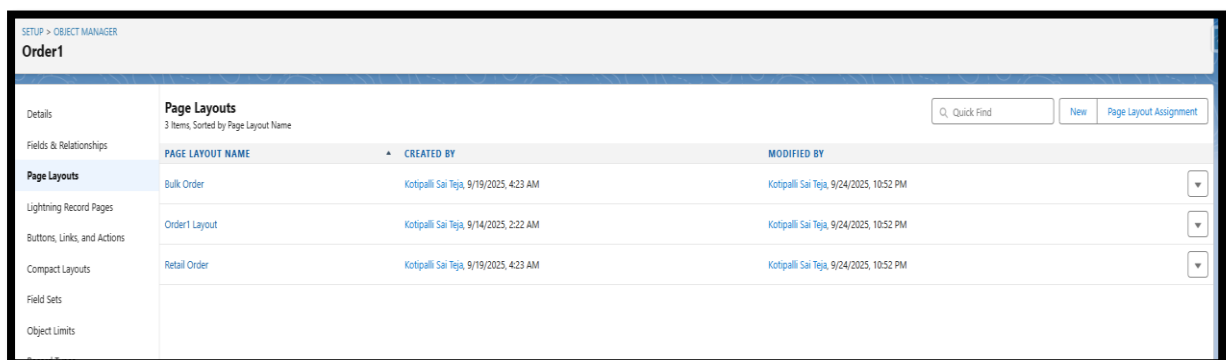 SETUP > OBJECT MANAGER
Order1
Details
Fields & Relationships
Page Layouts
Lightning Record Pages
Buttons, Links, and Actions
Compact Layouts
Field Sets
Object Limits
Page Layouts
3 Items, Sorted by Page Layout Name
Quick Find
New
Page Layout Assignment
PAGE LAYOUT NAME CREATED BY MODIFIED BY
Bulk Order Kotipalli Sai Teja, 9/19/2025, 4:23 AM Kotipalli Sai Teja, 9/24/2025, 10:52 PM
Order1 Layout Kotipalli Sai Teja, 9/14/2025, 2:22 AM Kotipalli Sai Teja, 9/24/2025, 10:52 PM
Retail Order Kotipalli Sai Teja, 9/19/2025, 4:23 AM Kotipalli Sai Teja, 9/24/2025, 10:52 PM